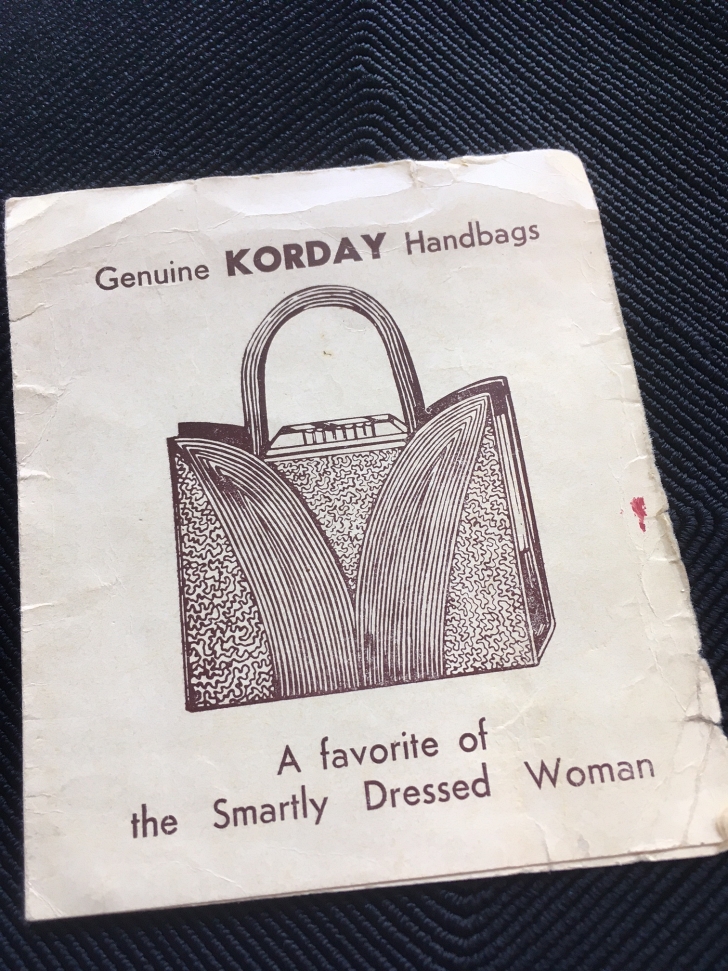 Genuine KORDAY Handbags
A favorite of
the Smartly Dressed Woman